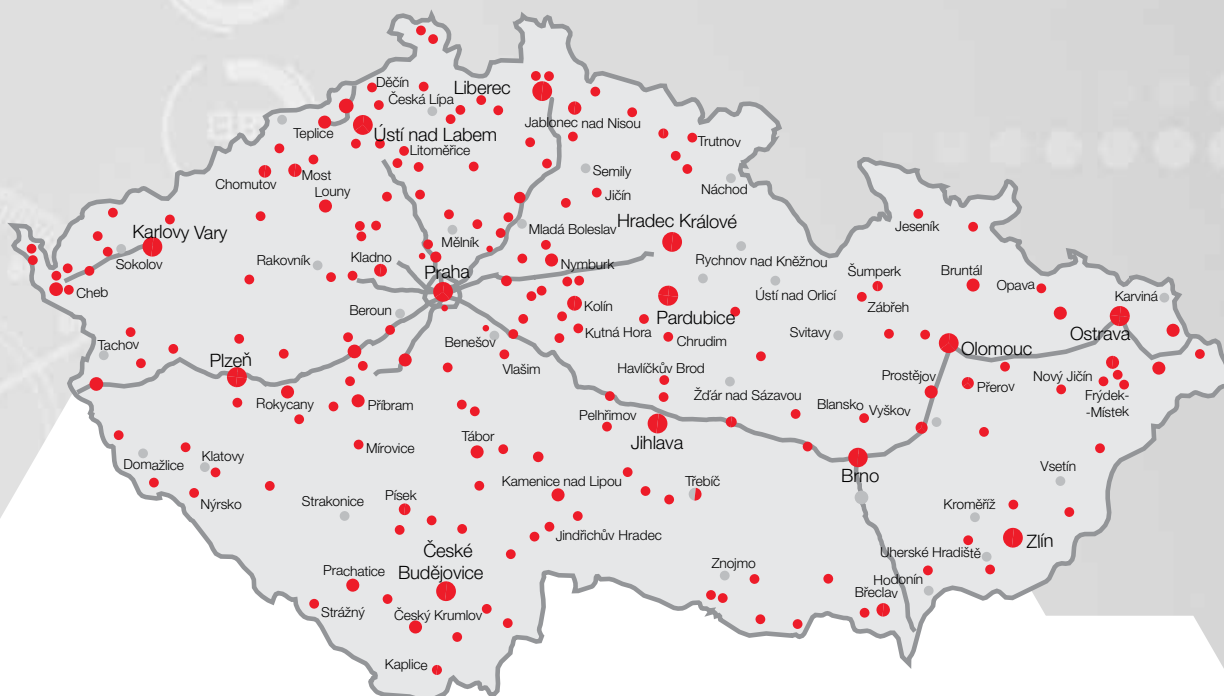 Děčín
Liberec
Česká Lípa
Jablonec nad Nisou
Teplice
Ústí nad Labem
Trutnov
Litoměřice
Semily
Most
Chomutov
Náchod
Louny
Jičín
Hradec Králové
Jeseník
Karlovy Vary
Mladá Boleslav
Mělník
Sokolov
Rakovník
Kladno
Nymburk
Praha
Rychnov nad Kněžnou
Šumperk
Bruntál
Cheb
Ústí nad Orlicí
Opava
Karviná
Zábřeh
Kolín
Beroun
Pardubice
Ostrava
Kutná Hora
Svitavy
Tachov
Benešov
Chrudim
Olomouc
Plzeň
Vlašim
Havlíčkův Brod
Prostějov
Nový Jičín
Přerov
Žďár nad Sázavou
Frýdek-
-Místek
Rokycany
Příbram
Blansko
Vyškov
Pelhřimov
Tábor
Jihlava
Mírovice
Domažlice
Klatovy
Vsetín
Brno
Kamenice nad Lipou
Třebíč
Nýrsko
Strakonice
Písek
Kroměříž
Jindřichův Hradec
Zlín
České
Budějovice
Uherské Hradiště
Znojmo
Prachatice
Hodonín
Břeclav
Strážný
Český Krumlov
Kaplice